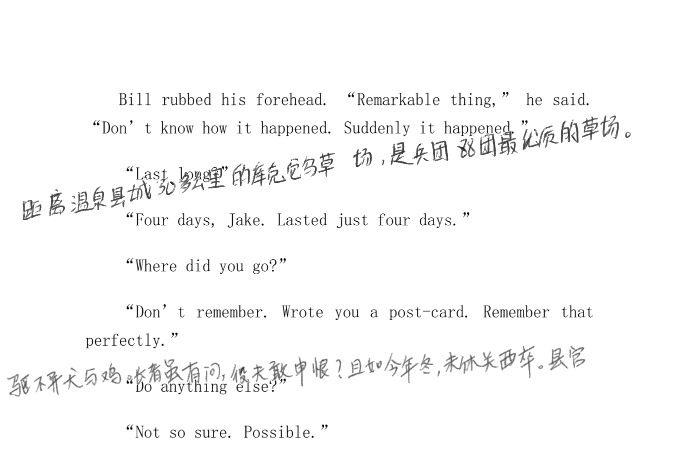 Bill rubbed his forehead. “Remarkable thing,” he said.
“Don’t know how it happened. Suddenly it happened.”
“Last long?”
距离温泉县城30多公里的库克它乌草 场，是兵团 88团最优质的草场。
“Four days, Jake. Lasted just four days.”
“Where did you go?”
“Don’t remember. Wrote you a post-card. Remember that
perfectly.”
驱不异犬与鸡。长者虽有问，役夫敢申恨？且如今年冬，未休关西卒。县官
“Do anything else?”
“Not so sure. Possible.”